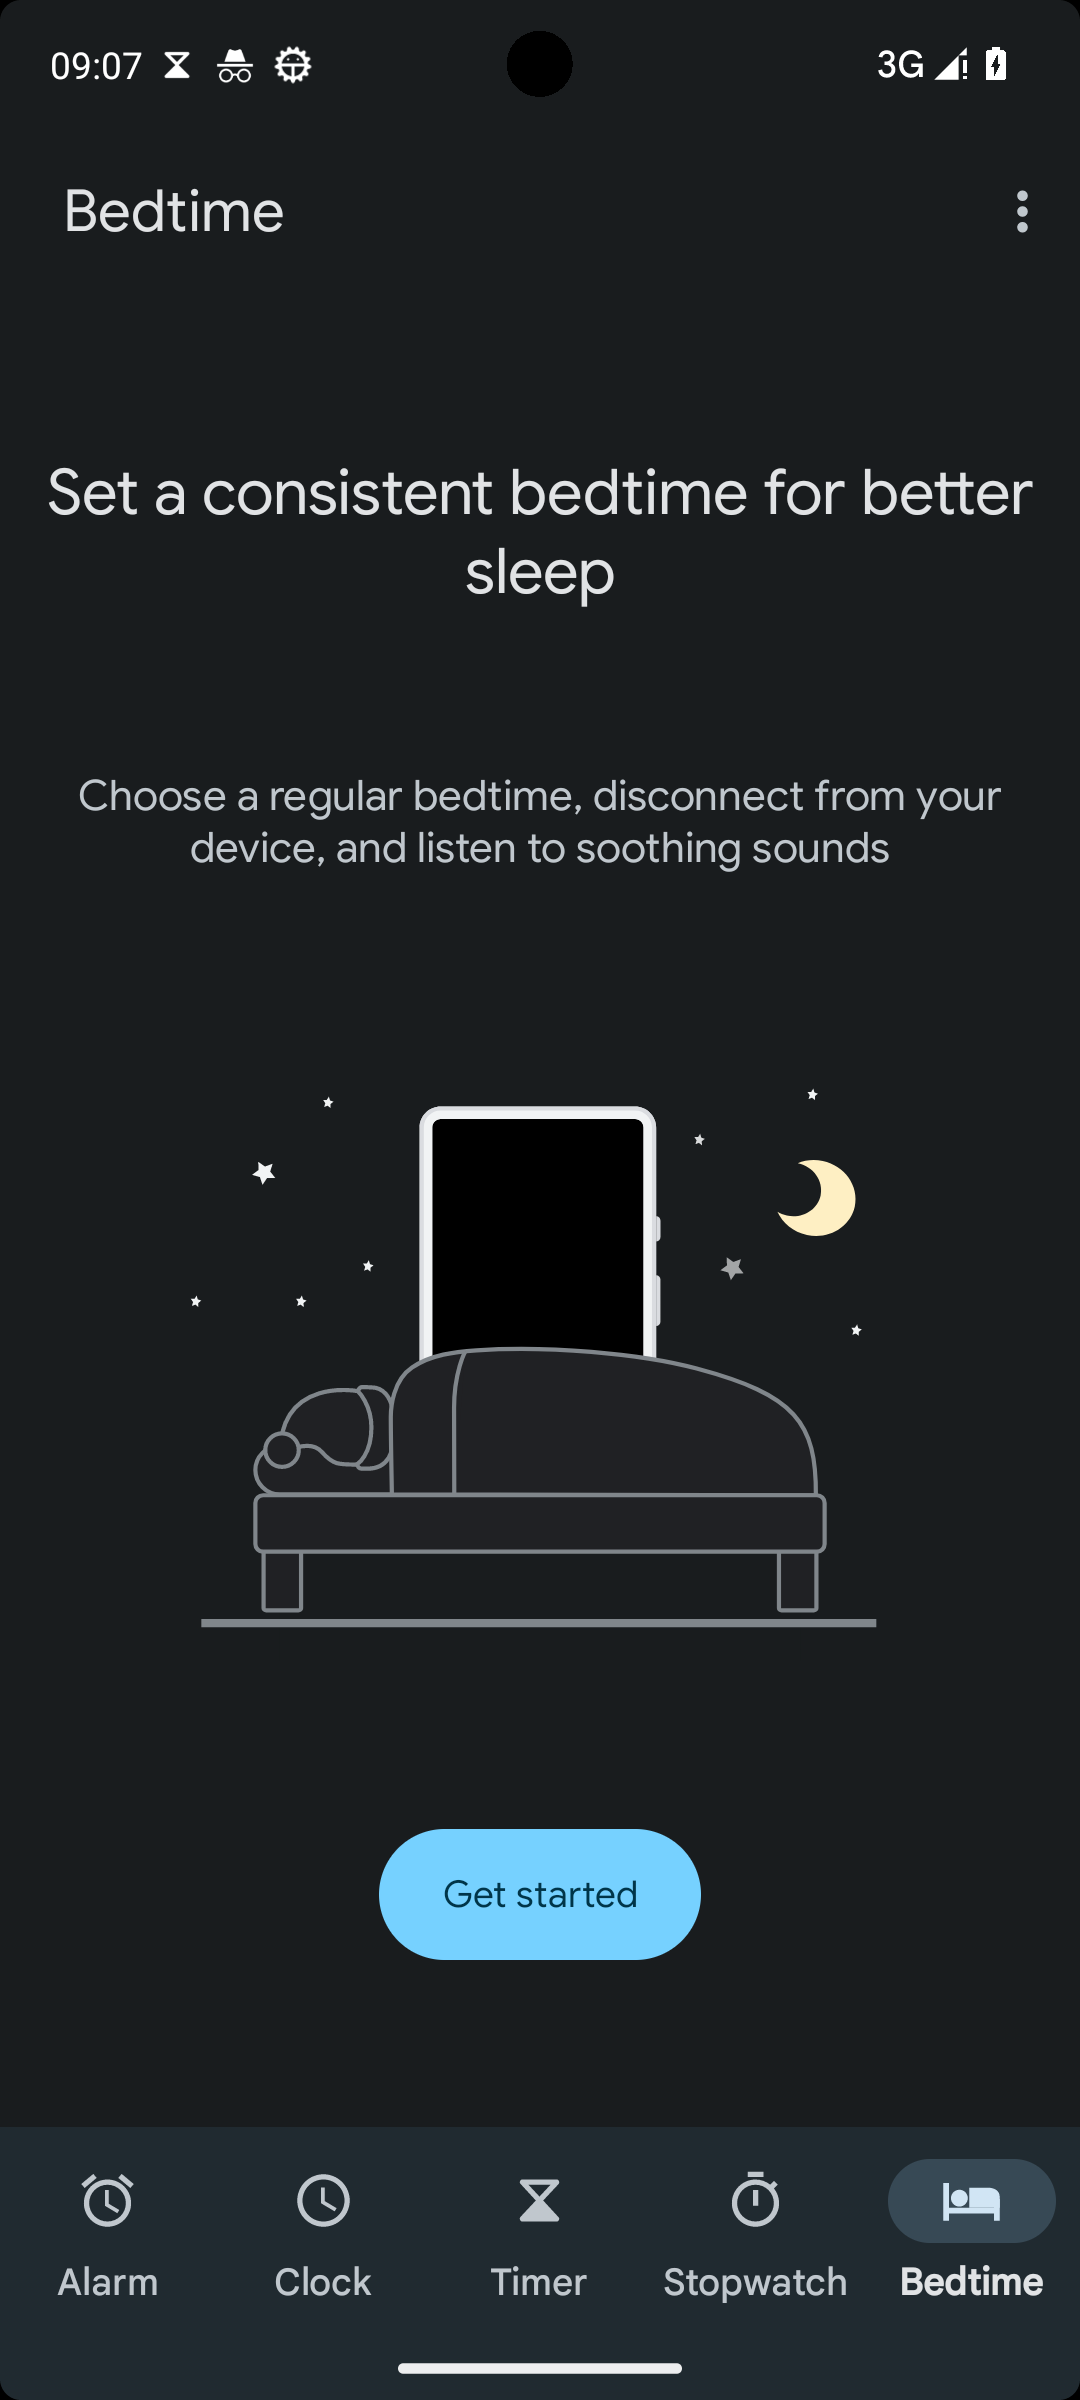 09:07
3G
Bedtime
Set a consistent bedtime for better
sleep
Choose a regular bedtime, disconnect from your
device, and listen to soothing sounds
Get started
Alarm
Clock
Timer
Stopwatch
Bedtime